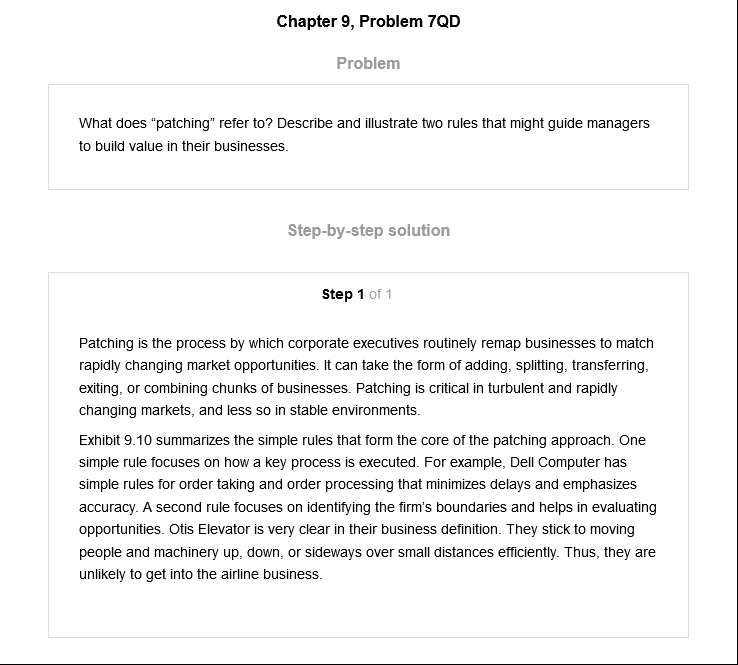 Chapter 9, Problem 7QD
Problem
What does “patching” refer to? Describe and illustrate two rules that might guide managers
to build value in their businesses.
Step-by-step solution
Step 1 of 1
Patching is the process by which corporate executives routinely remap businesses to match
rapidly changing market opportunities. It can take the form of adding, splitting, transferring,
exiting, or combining chunks of businesses. Patching is critical in turbulent and rapidly
changing markets, and less so in stable environments.
Exhibit 9.10 summarizes the simple rules that form the core of the patching approach. One
simple rule focuses on how a key process is executed. For example, Dell Computer has
simple rules for order taking and order processing that minimizes delays and emphasizes
accuracy. A second rule focuses on identifying the firm’s boundaries and helps in evaluating
opportunities. Otis Elevator is very clear in their business definition. They stick to moving
people and machinery up, down, or sideways over small distances efficiently. Thus, they are
unlikely to get into the airline business.